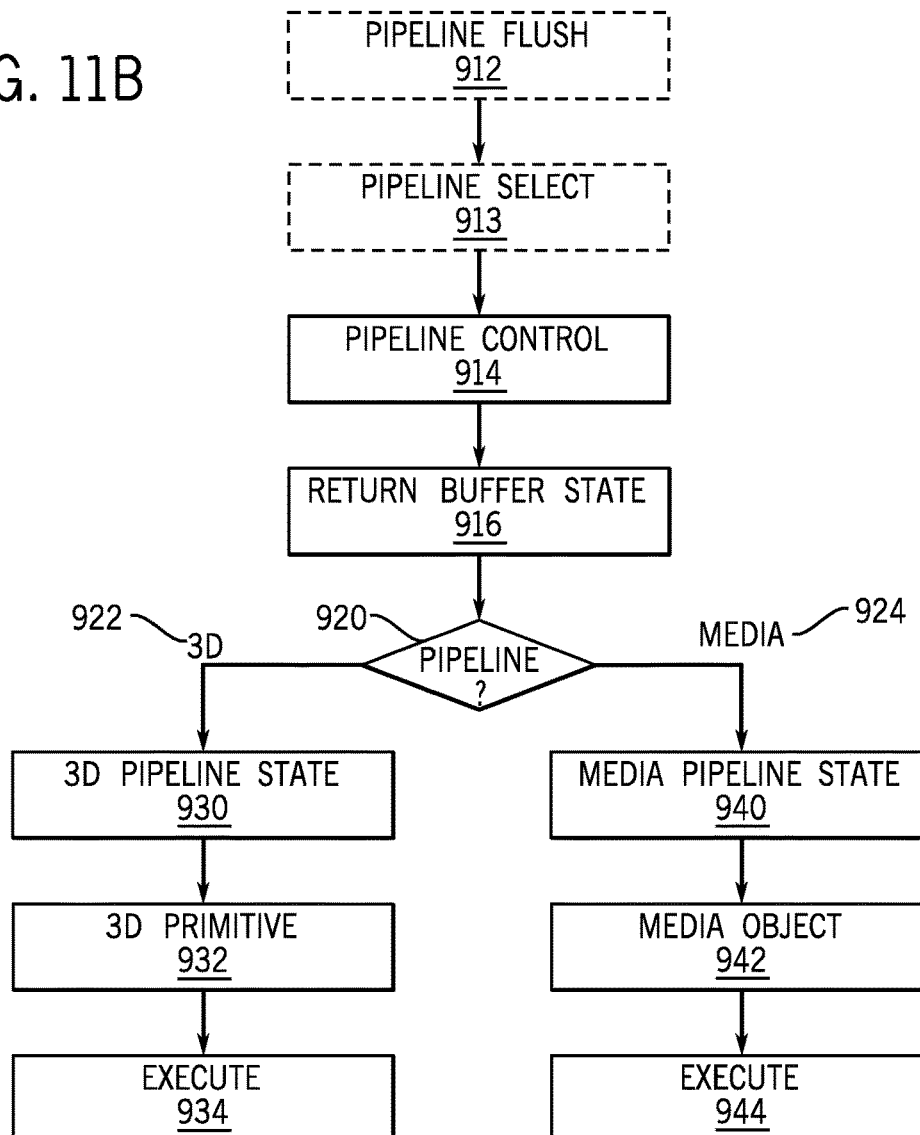 G. 11B
PIPELINE FLUSH
912
PIPELINE SELECT
913
PIPELINE CONTROL
914
RETURN BUFFER STATE
916
922
3D
920
PIPELINE
?
MEDIA
924
3D PIPELINE STATE
930
MEDIA PIPELINE STATE
940
3D PRIMITIVE
932
MEDIA OBJECT
942
EXECUTE
934
EXECUTE
944